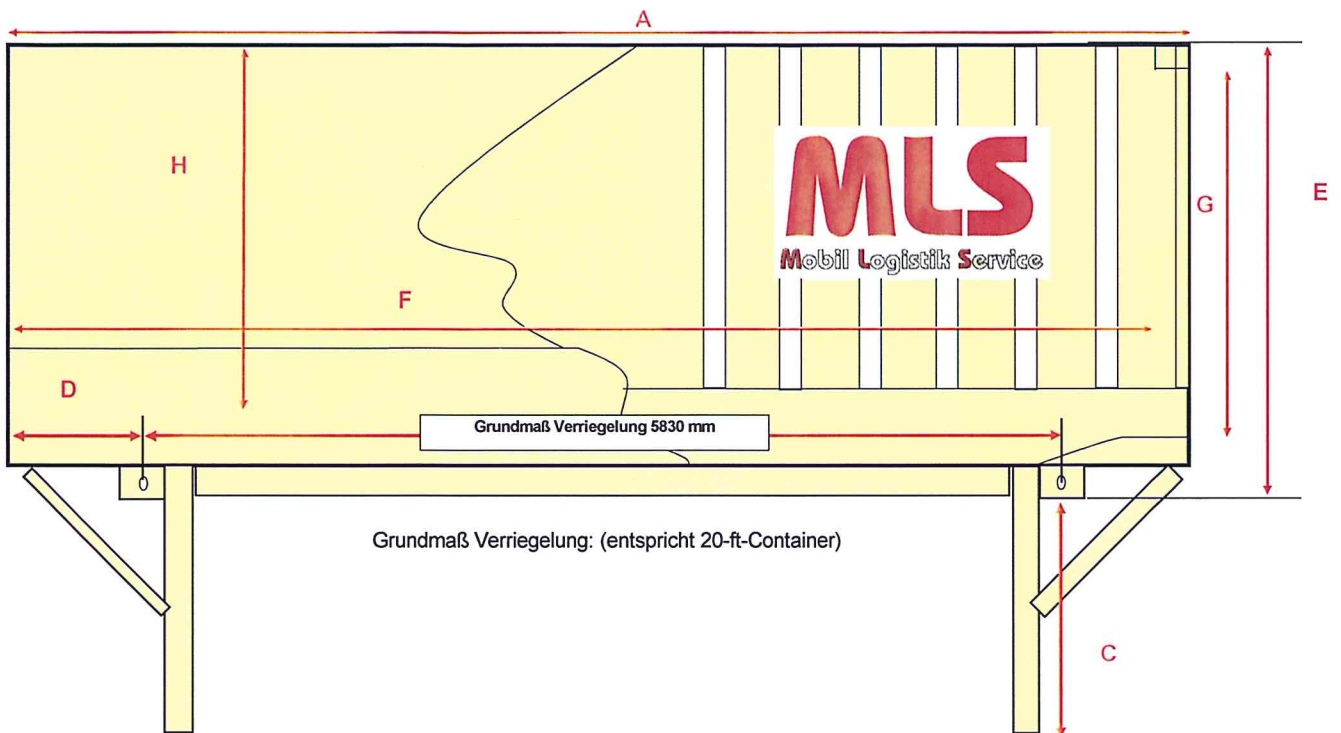 A
H
E
G
MLS
Mobil Logistik Service
F
D
Grundmaß Verriegelung 5830 mm
Grundmaß Verriegelung: (entspricht 20-ft-Container)
C